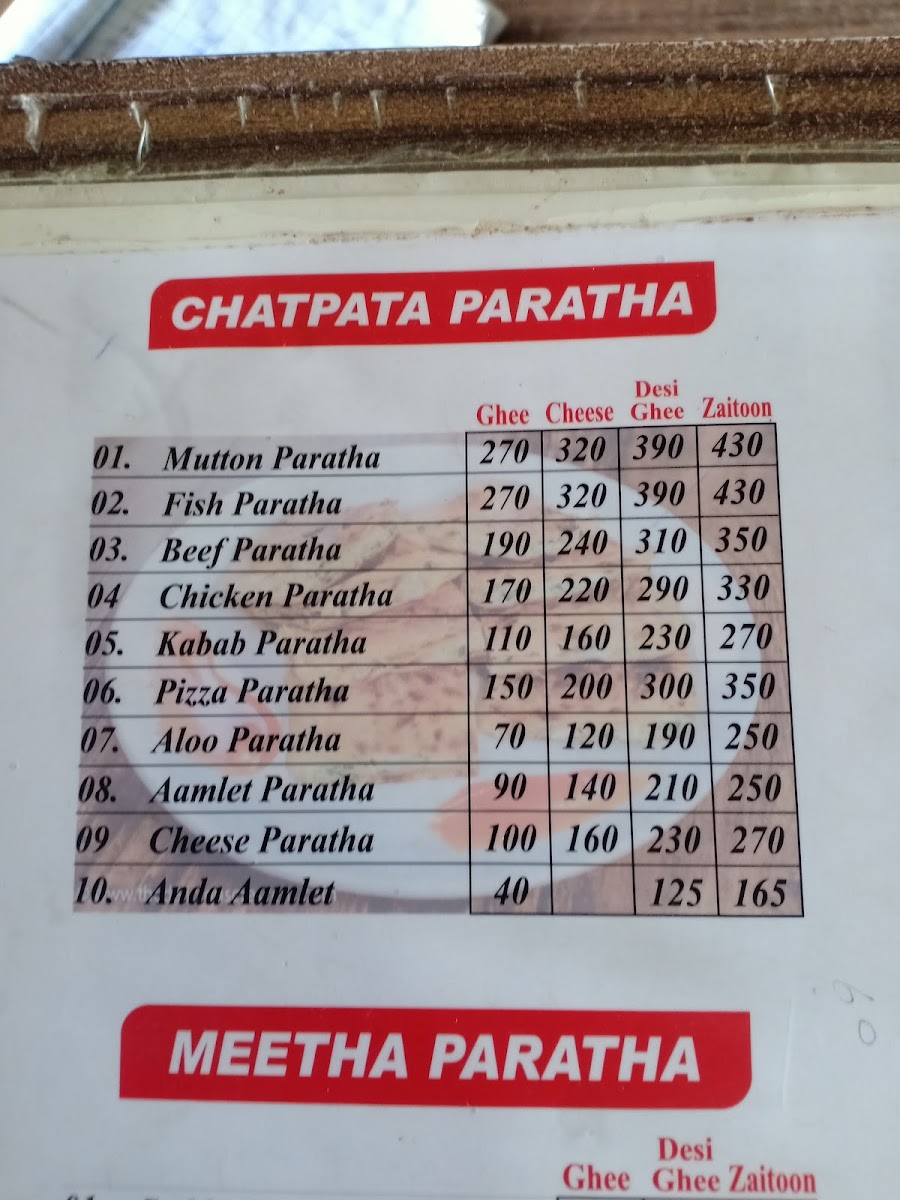 CHATPATA PARATHA
Ghee Cheese Desi Ghee Zaitoon
01. Mutton Paratha 270 320 390 430
02. Fish Paratha 270 320 390 430
03. Beef Paratha 190 240 310 350
04 Chicken Paratha 170 220 290 330
05. Kabab Paratha 110 160 230 270
06. Pizza Paratha 150 200 300 350
07. Aloo Paratha 70 120 190 250
08. Aamlet Paratha 90 140 210 250
09 Cheese Paratha 100 160 230 270
10. Anda Aamlet 40 125 165
MEETHA PARATHA
Ghee Desi Ghee Zaitoon